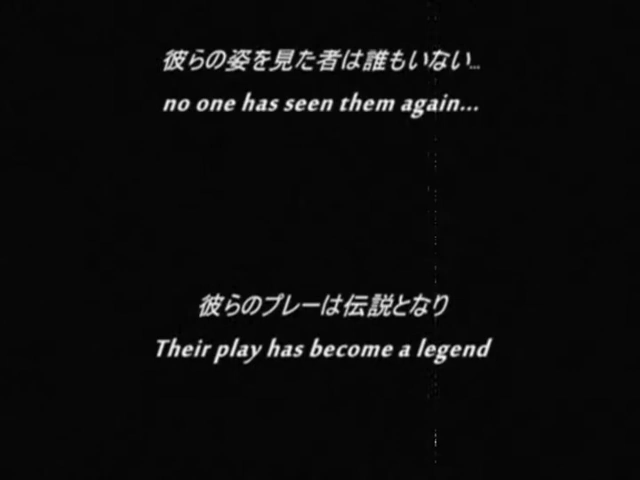 彼らの姿を見た者は誰もいない...
no one has seen them again...
彼らのプレーは伝説となり
Their play has become a legend